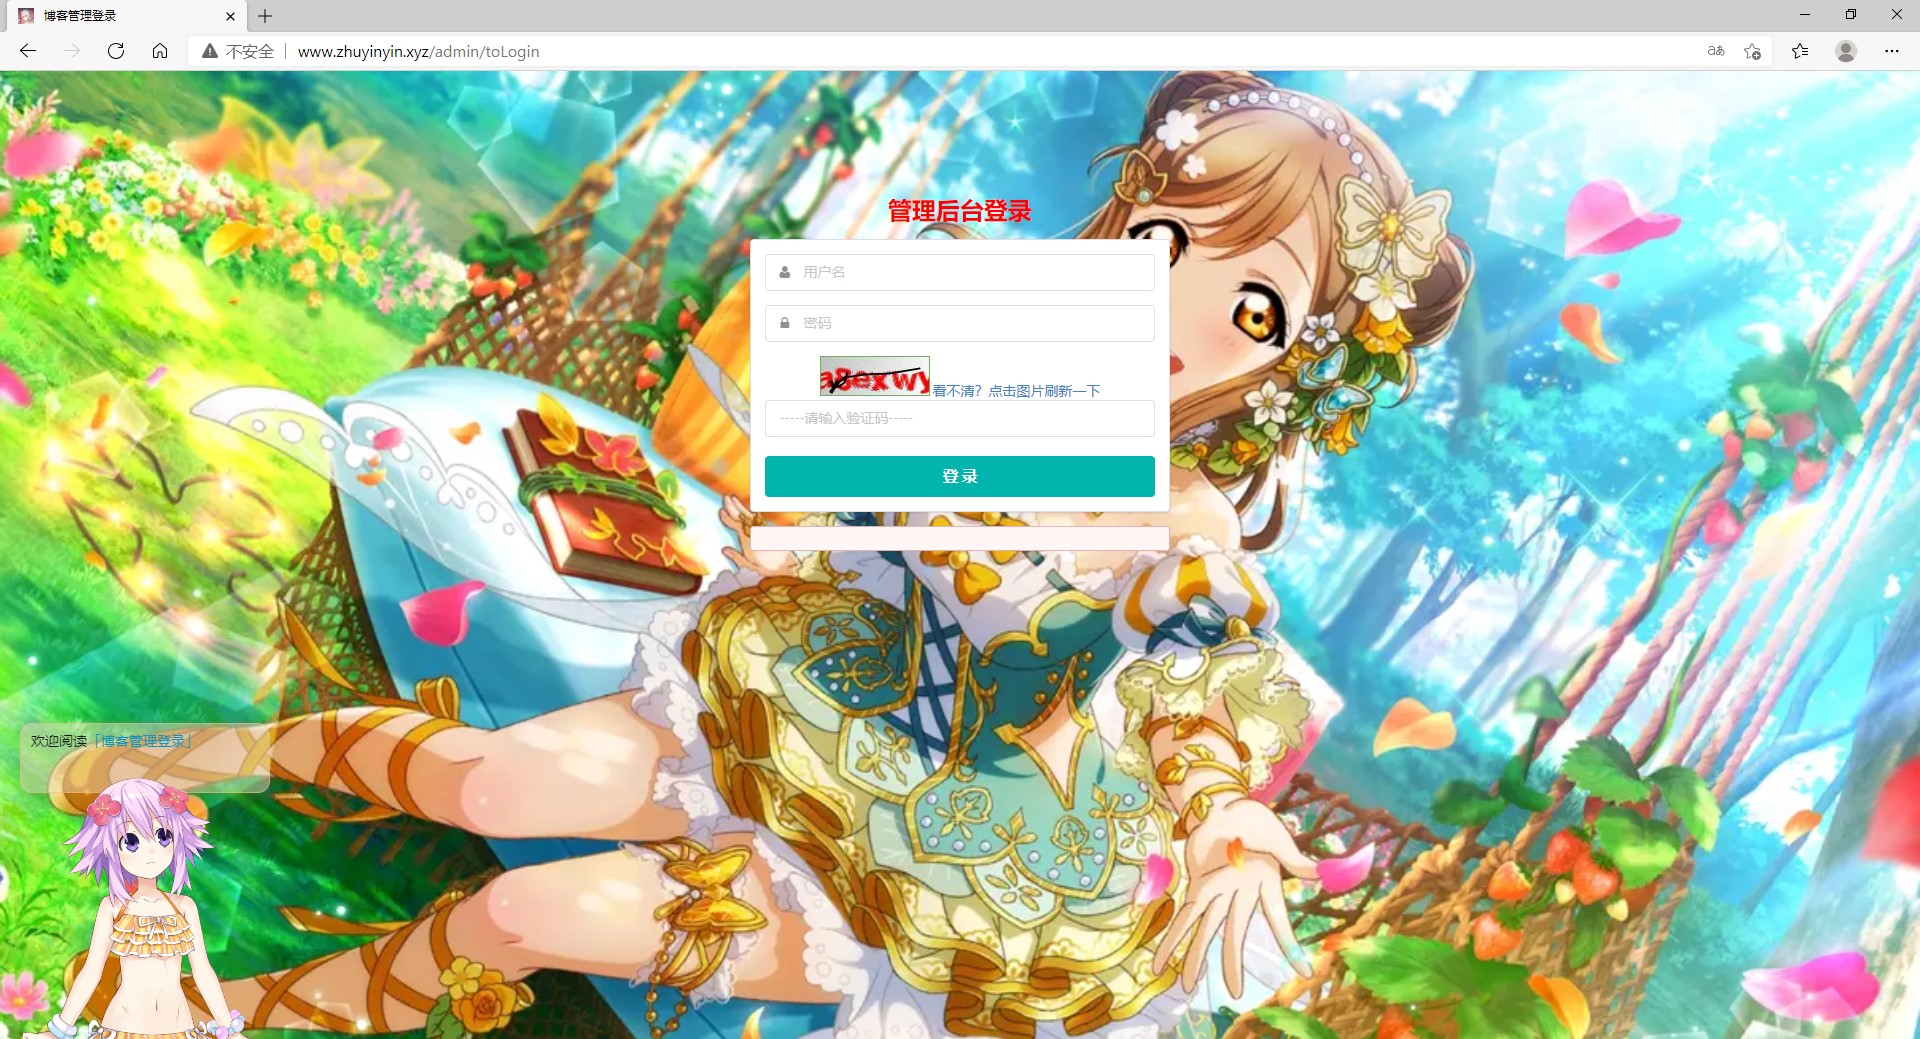 博客管理登录
不安全
www.zhuyinyin.xyz/admin/toLogin
aあ
管理后台登录
用户名
密码
看不清？点击图片刷新一下
-----请输入验证码-----
登录
欢迎阅读「博客管理登录」